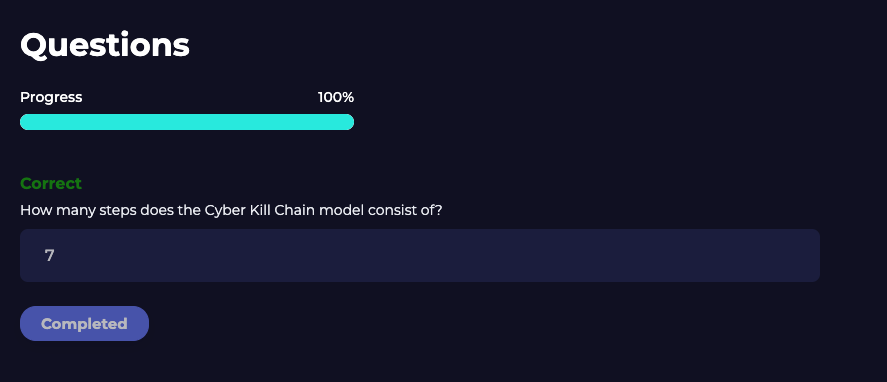 Questions
Progress 100%
Correct
How many steps does the Cyber Kill Chain model consist of?
7
Completed